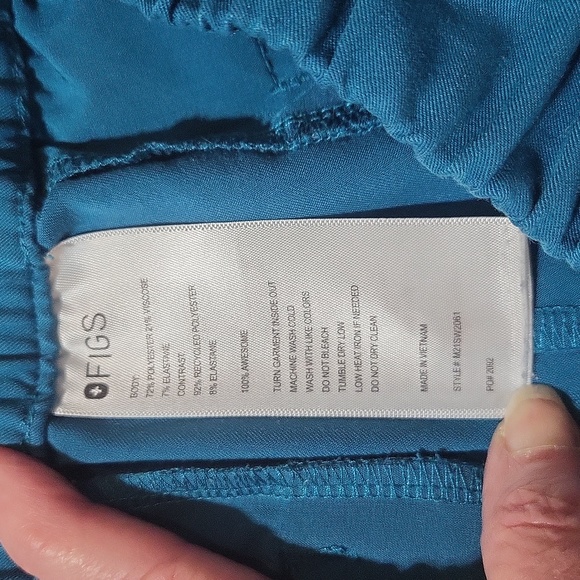 FIGS
BODY:
72% POLYESTER 21% VISCOSE
7% ELASTANE
CONTRAST:
92% RECYCLED POLYESTER
8% ELASTANE
100% AWESOME
TURN GARMENT INSIDE OUT
MACHINE WASH COLD
WASH WITH LIKE COLORS
DO NOT BLEACH
TUMBLE DRY LOW
LOW HEAT IRON IF NEEDED
DO NOT DRY CLEAN
MADE IN VIETNAM
STYLE # M21SW2061
PO# 2692